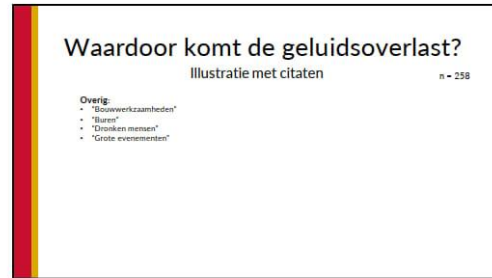 Waardoor komt de geluidsoverlast?
Illustratie met citaten
n = 258
Overig:
• "Bouwwerkzaamheden"
• "Buren"
• "Dronken mensen"
• "Grote evenementen"